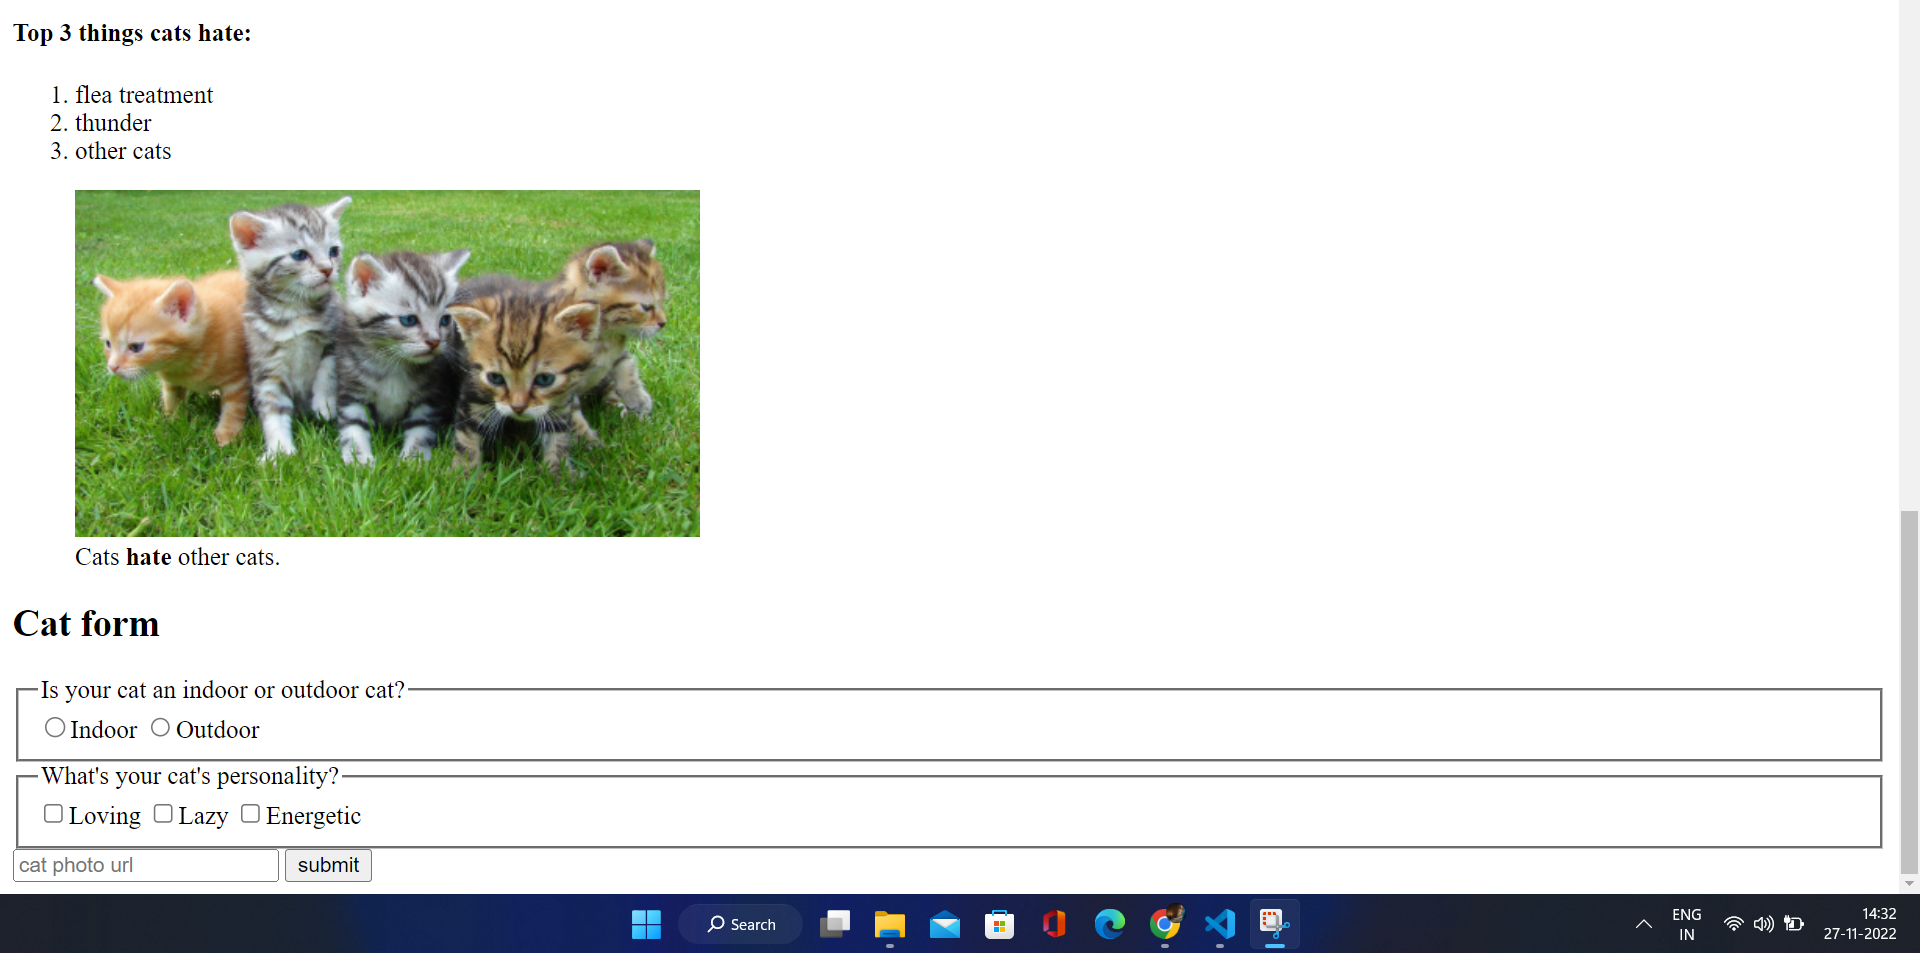 Top 3 things cats hate:
1. flea treatment
2. thunder
3. other cats
Cats hate other cats.
Cat form
Is your cat an indoor or outdoor cat?
Indoor Outdoor
What's your cat's personality?
Loving Lazy Energetic
cat photo url submit
Search
ENG
IN
14:32
27-11-2022